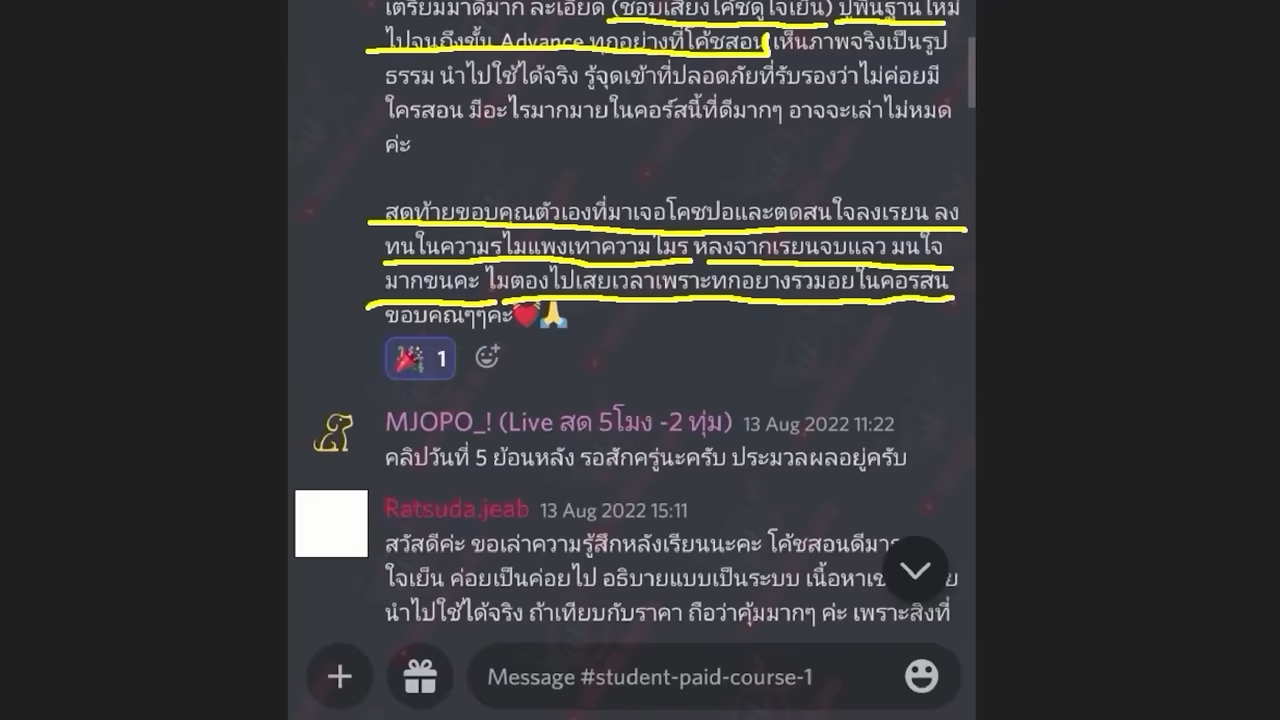 เตรียมมาดีมาก ละเอียด (ชอบเสียงโค้ชดูใจเย็น) ปูพื้นฐานใหม่
ไปจนถึงขั้น Advance ทุกอย่างที่โค้ชสอน เห็นภาพจริงเป็นรูป
ธรรม นำไปใช้ได้จริง รู้จุดเข้าที่ปลอดภัยที่รับรองว่าไม่ค่อยมี
ใครสอน มีอะไรมากมายในคอร์สนี้ที่ดีมากๆ อาจจะเล่าไม่หมด
ค่ะ
สุดท้ายขอบคุณตัวเองที่มาเจอโค้ชปอและตัดสินใจลงเรียน ลง
ทุนในความรู้ไม่แพงเท่าความไม่รู้ หลังจากเรียนจบแล้ว มั่นใจ
มากขึ้นค่ะ ไม่ต้องไปเสียเวลาเพราะทุกอย่างรวมอยู่ในคอร์สนี้
ขอบคุณๆๆค่ะ❤️🙏
🎉 1
MJOPO_! (Live สด 5โมง -2 ทุ่ม) 13 Aug 2022 11:22
คลิปวันที่ 5 ย้อนหลัง รอสักครู่นะครับ ประมวลผลอยู่ครับ
Ratsuda.jeab 13 Aug 2022 15:11
สวัสดีค่ะ ขอเล่าความรู้สึกหลังเรียนนะคะ โค้ชสอนดีมาก
ใจเย็น ค่อยเป็นค่อยไป อธิบายแบบเป็นระบบ
นำไปใช้ได้จริง ถ้าเทียบกับราคา ถือว่าคุ้มมากๆ ค่ะ เพราะสิ่งที่
Message #student-paid-course-1